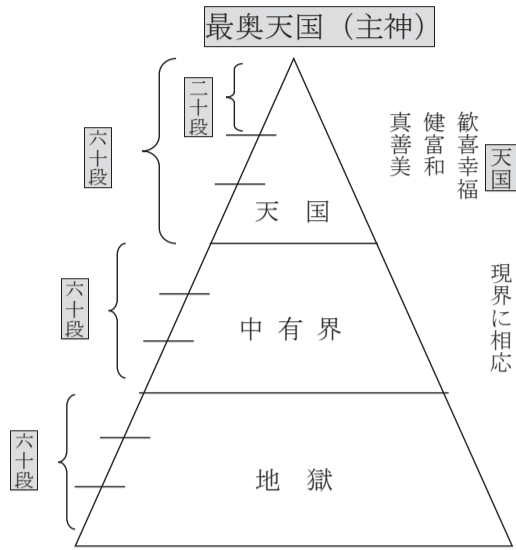 最奥天国（主神）
二十段
六十段
天国
歓喜幸福
健富和
真善美
天国
六十段
中有界
現界に相応
六十段
地獄